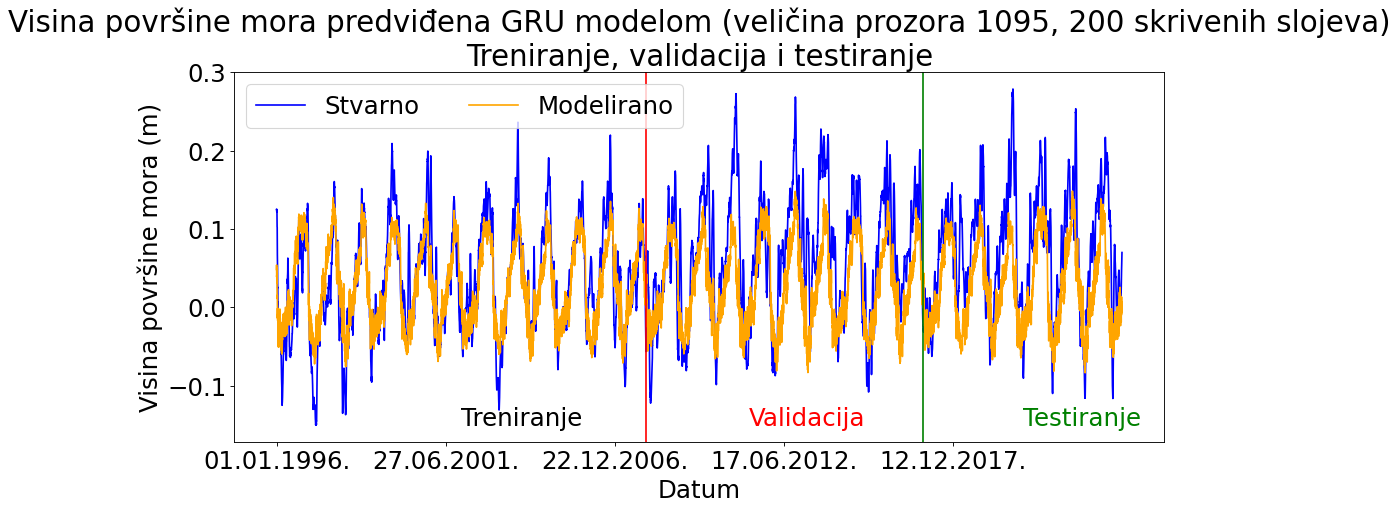 Visina površine mora predviđena GRU modelom (veličina prozora 1095, 200 skrivenih slojeva)
Treniranje, validacija i testiranje
Stvarno
Modelirano
Visina površine mora (m)
0.3
0.2
0.1
0.0
−0.1
Treniranje
Validacija
Testiranje
01.01.1996.
27.06.2001.
22.12.2006.
17.06.2012.
12.12.2017.
Datum